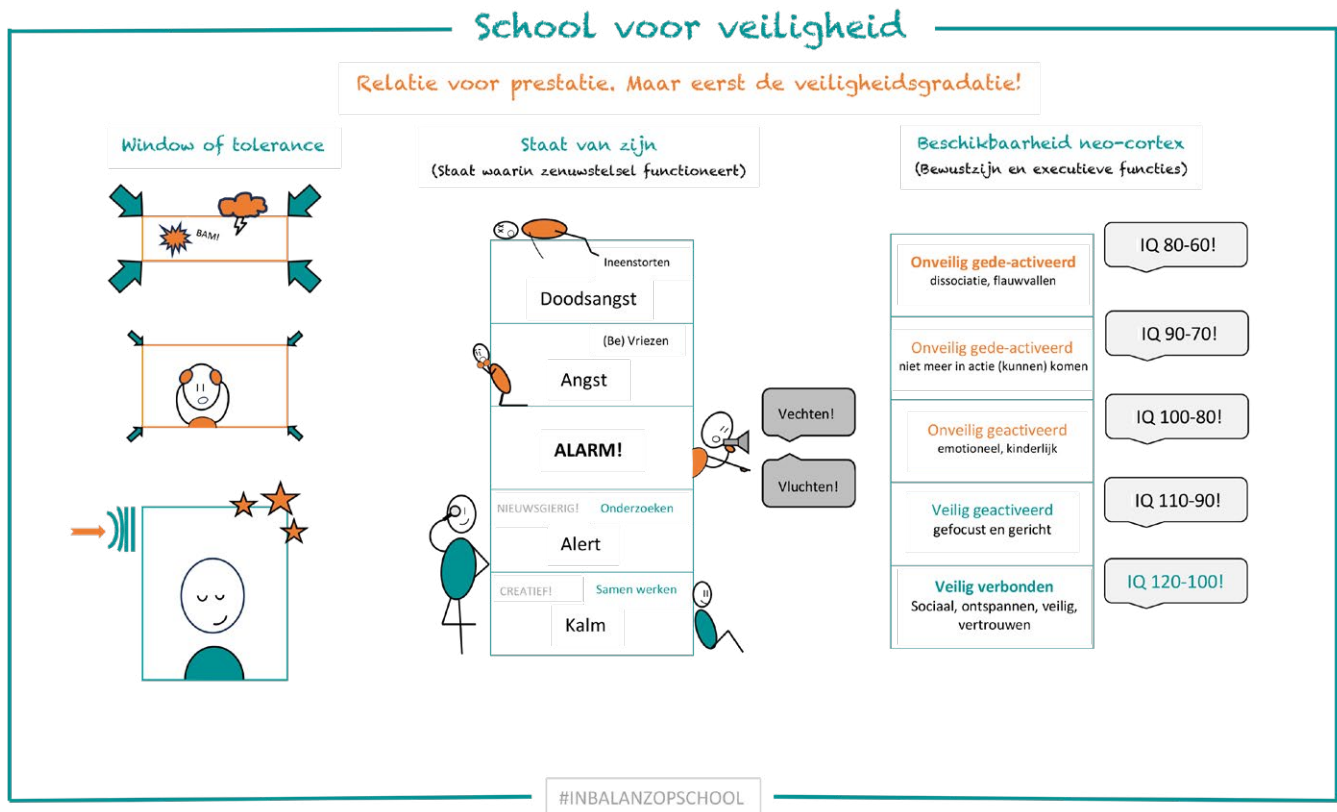 School voor veiligheid
Relatie voor prestatie. Maar eerst de veiligheidsgradatie!
Window of tolerance
BAM!
Staat van zijn
(Staat waarin zenuwstelsel functioneert)
Ineenstorten
Doodsangst
(Be) Vriezen
Angst
ALARM!
Vechten!
Vluchten!
NIEUWSGIERIG! Onderzoeken
Alert
CREATIEF! Samen werken
Kalm
Beschikbaarheid neo-cortex
(Bewustzijn en executieve functies)
Onveilig gede-activeerd
dissociatie, flauwvallen
IQ 80-60!
Onveilig gede-activeerd
niet meer in actie (kunnen) komen
IQ 90-70!
Onveilig geactiveerd
emotioneel, kinderlijk
IQ 100-80!
Veilig geactiveerd
gefocust en gericht
IQ 110-90!
Veilig verbonden
Sociaal, ontspannen, veilig,
vertrouwen
IQ 120-100!
#INBALANZOPSCHOOL